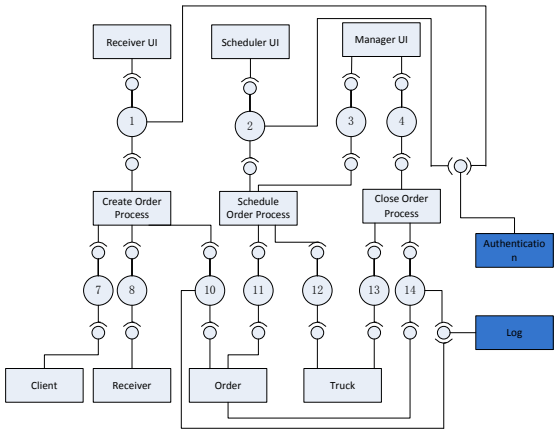 Receiver UI
Scheduler UI
Manager UI
1
2
3
4
Create Order
Process
Schedule
Order Process
Close Order
Process
Authenticatio
n
7
8
10
11
12
13
14
Log
Client
Receiver
Order
Truck